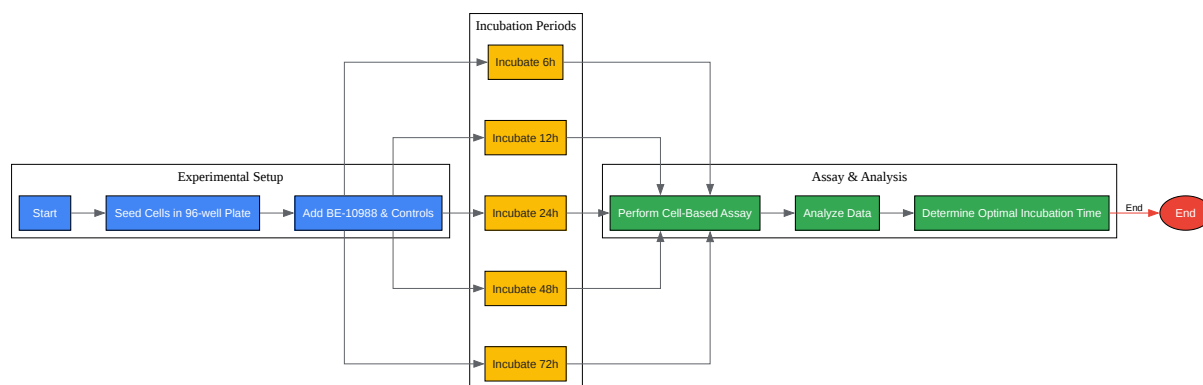 Incubation Periods
Incubate 6h
Incubate 12h
Experimental Setup
Assay & Analysis
Start
Seed Cells in 96-well Plate
Add BE-10988 & Controls
Incubate 24h
Perform Cell-Based Assay
Analyze Data
Determine Optimal Incubation Time
End
End
Incubate 48h
Incubate 72h